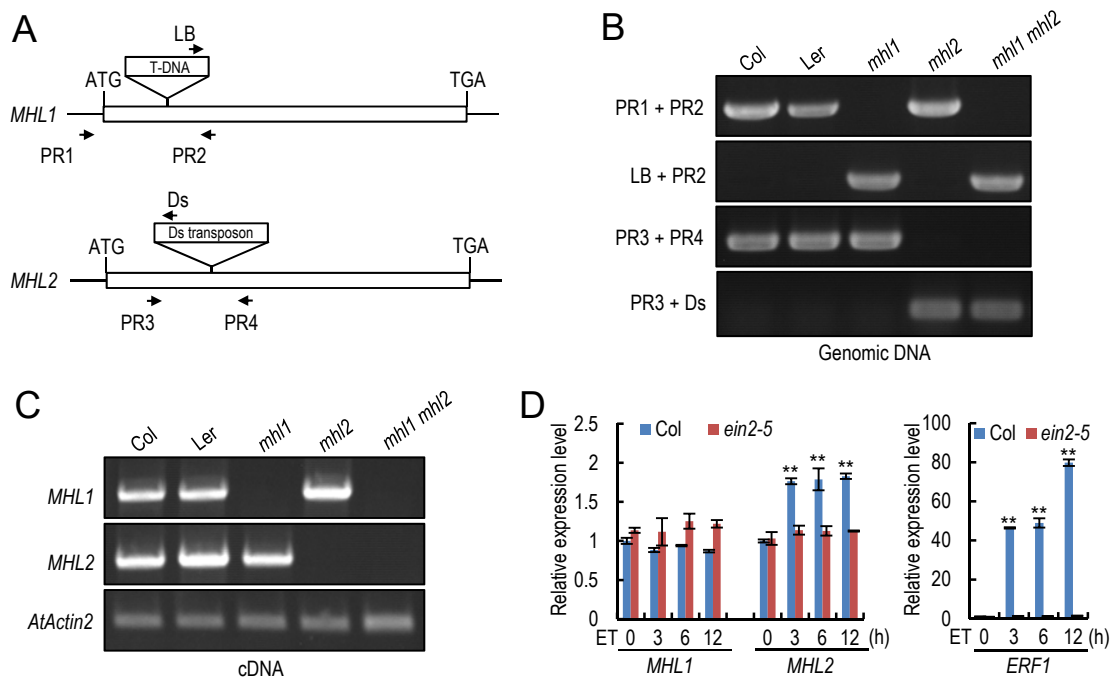 A
LB
T-DNA
ATG
TGA
MHL1
PR1
PR2
Ds
Ds transposon
ATG
TGA
MHL2
PR3
PR4
B
Col
Ler
mhl1
mhl2
mhl1 mhl2
PR1 + PR2
LB + PR2
PR3 + PR4
PR3 + Ds
Genomic DNA
C
Col
Ler
mhl1
mhl2
mhl1 mhl2
MHL1
MHL2
AtActin2
cDNA
D
Relative expression level
2.5
2
1.5
1
0.5
0
Col
ein2-5
** ** **
ET 0 3 6 12 0 3 6 12 (h)
MHL1
MHL2
Relative expression level
100
80
60
40
20
0
Col
ein2-5
** ** **
ET 0 3 6 12 (h)
ERF1